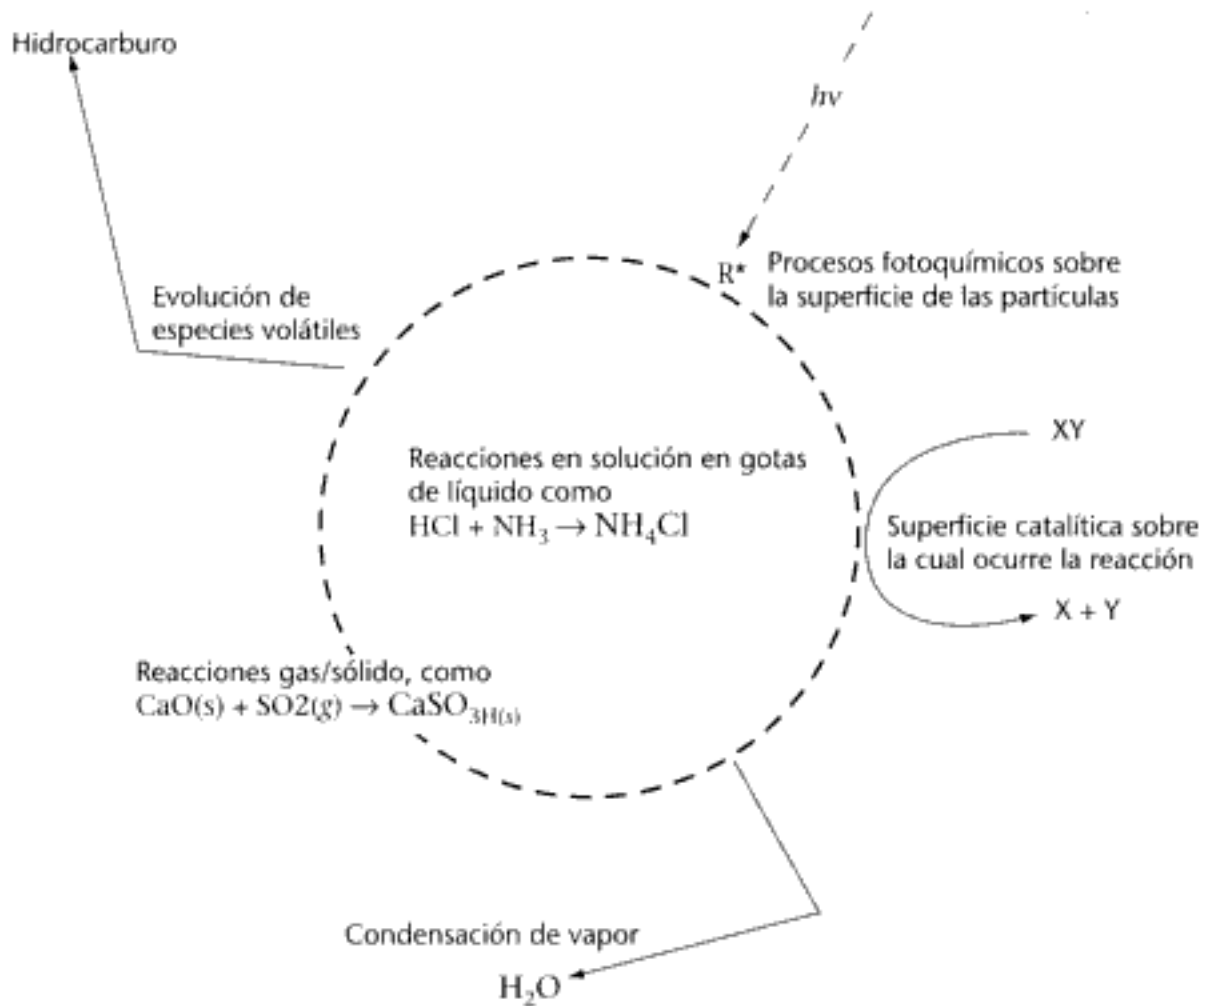 Hidrocarburo
hν
R* Procesos fotoquímicos sobre
la superficie de las partículas
Evolución de
especies volátiles
XY
Reacciones en solución en gotas
de líquido como
HCl + NH₃ → NH₄Cl
Superficie catalítica sobre
la cual ocurre la reacción
X + Y
Reacciones gas/sólido, como
CaO(s) + SO2(g) → CaSO₃H₍s₎
Condensación de vapor
H₂O